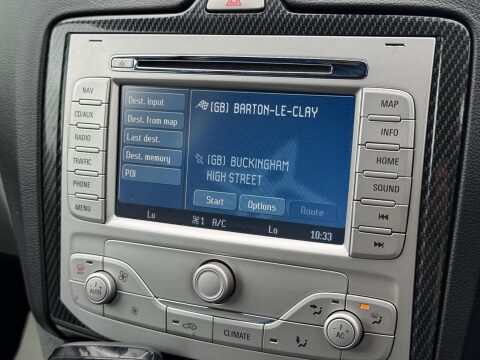 NAV
CD/AUX
RADIO
TRAFFIC
PHONE
MENU
Dest. input
Dest. from map
Last dest.
Dest. memory
POI
(GB) BARTON-LE-CLAY
(GB) BUCKINGHAM
HIGH STREET
Start
Options
Route
Lo
1 A/C
Lo
10:33
MAP
INFO
HOME
SOUND
AUTO
CLIMATE
A/C